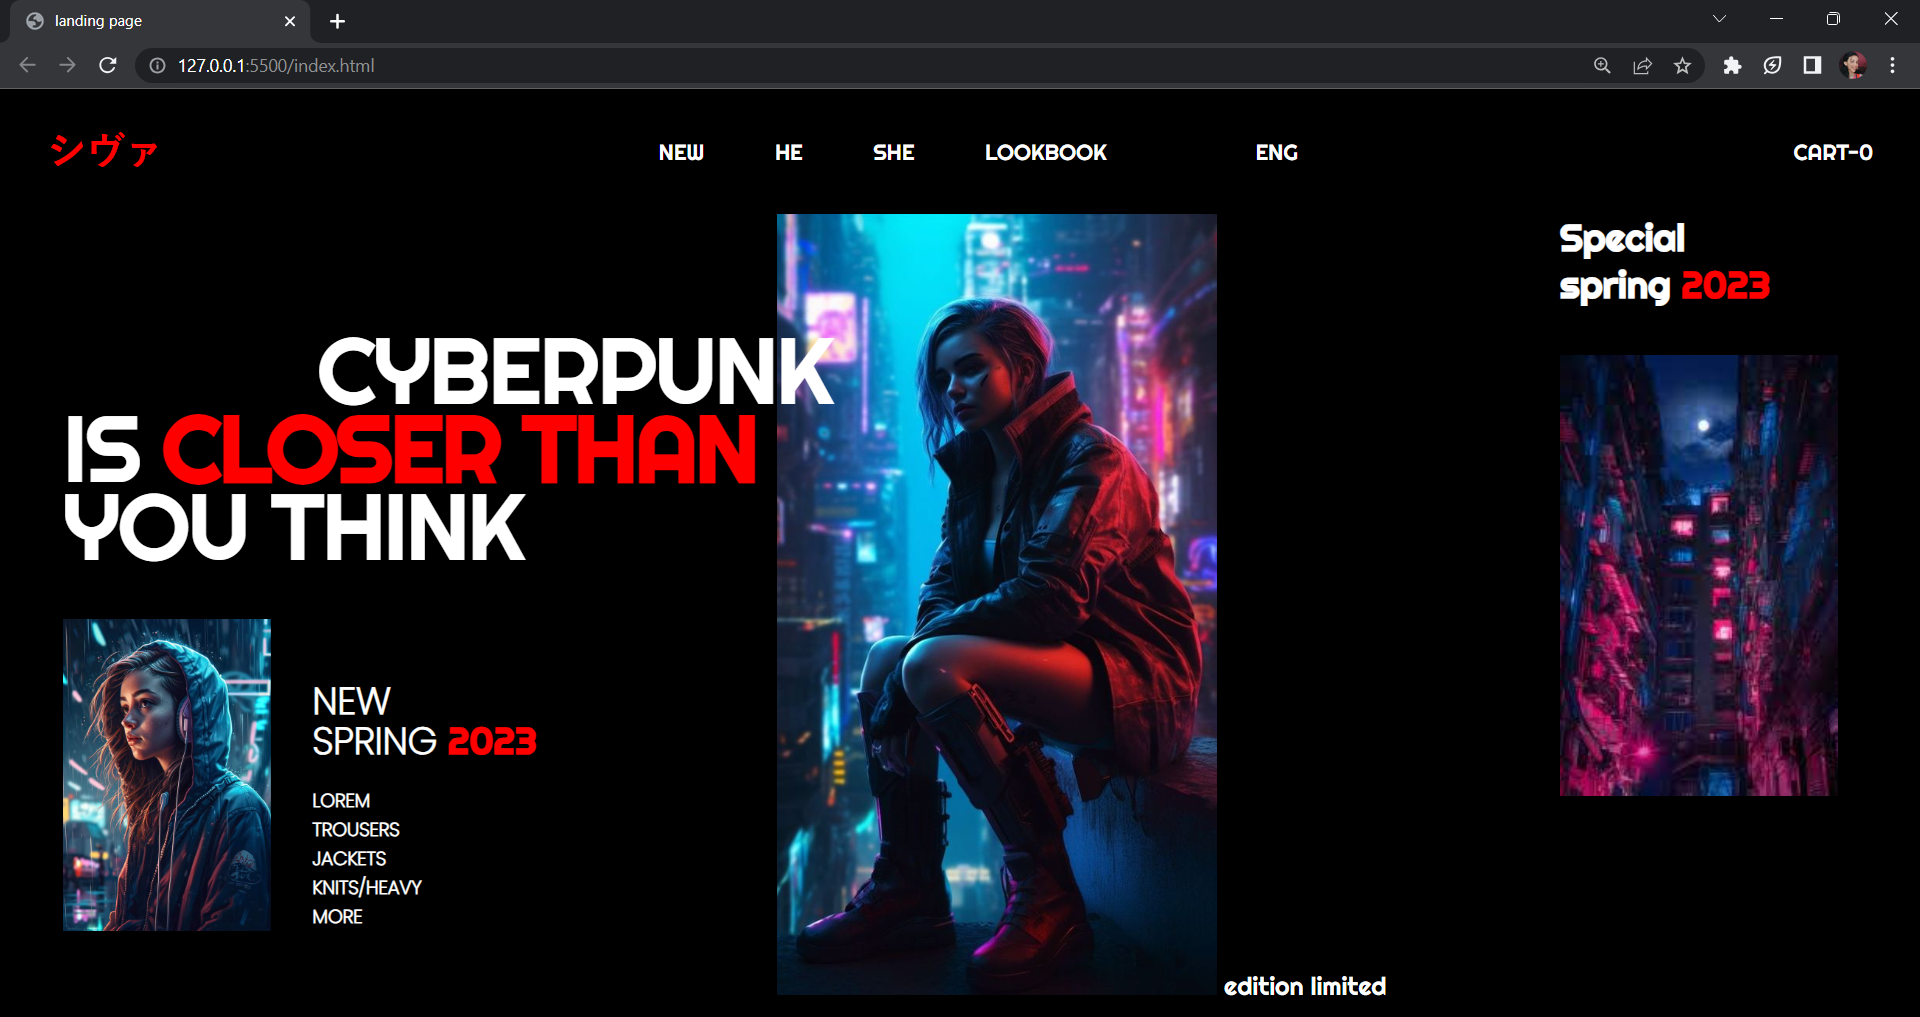 landing page
127.0.0.1:5500/index.html
シヴァ
NEW HE SHE LOOKBOOK ENG CART-0
CYBERPUNK
IS CLOSER THAN
YOU THINK
NEW
SPRING 2023
LOREM
TROUSERS
JACKETS
KNITS/HEAVY
MORE
edition limited
Special
spring 2023